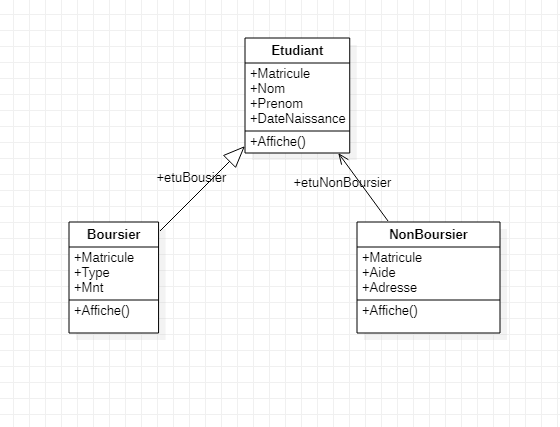 Etudiant
+Matricule
+Nom
+Prenom
+DateNaissance
+Affiche()
+etuBousier
+etuNonBoursier
Boursier
+Matricule
+Type
+Mnt
+Affiche()
NonBoursier
+Matricule
+Aide
+Adresse
+Affiche()